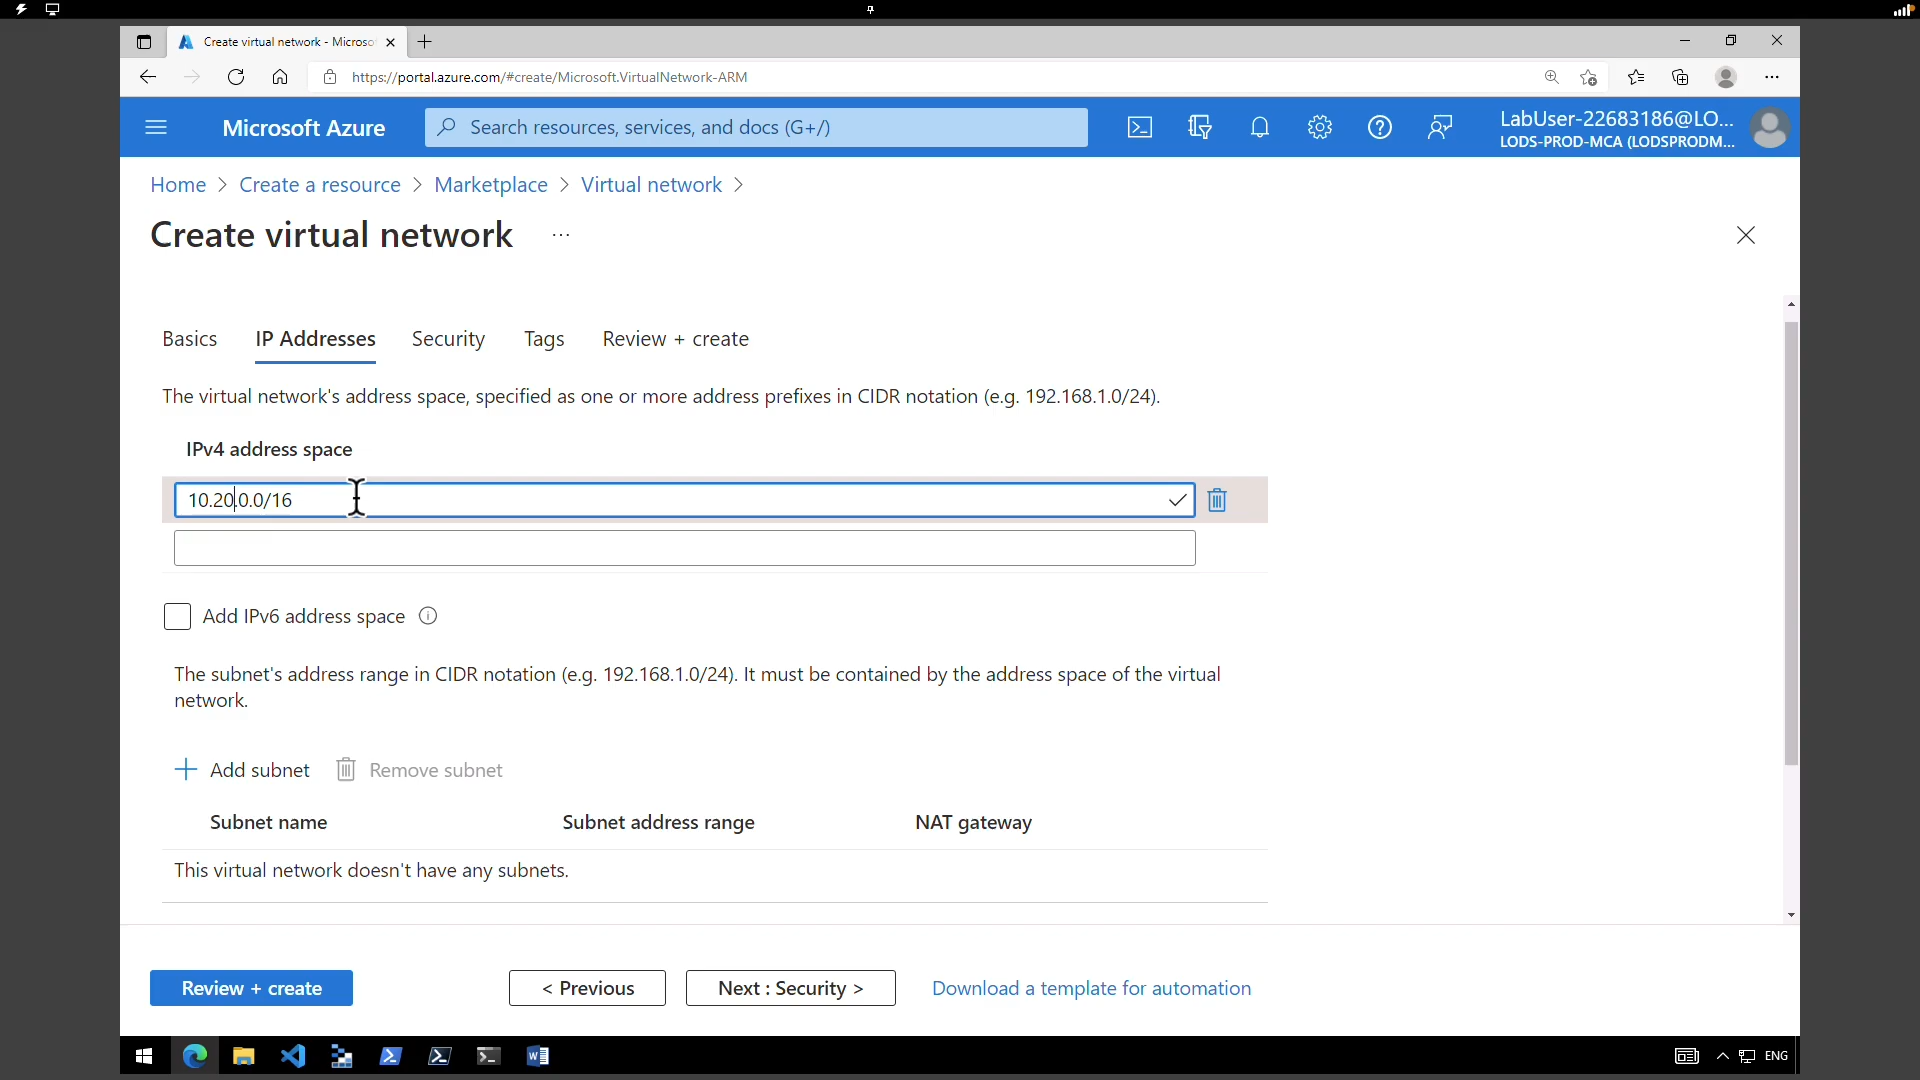 Create virtual network - Microso
https://portal.azure.com/#create/Microsoft.VirtualNetwork-ARM
Microsoft Azure
Search resources, services, and docs (G+/)
LabUser-22683186@LO...
LODS-PROD-MCA (LODSPRODM...
Home > Create a resource > Marketplace > Virtual network >
Create virtual network ...
Basics
IP Addresses
Security
Tags
Review + create
The virtual network's address space, specified as one or more address prefixes in CIDR notation (e.g. 192.168.1.0/24).
IPv4 address space
10.20.0.0/16
Add IPv6 address space
The subnet's address range in CIDR notation (e.g. 192.168.1.0/24). It must be contained by the address space of the virtual
network.
+ Add subnet
Remove subnet
Subnet name
Subnet address range
NAT gateway
This virtual network doesn't have any subnets.
Review + create
< Previous
Next : Security >
Download a template for automation
ENG